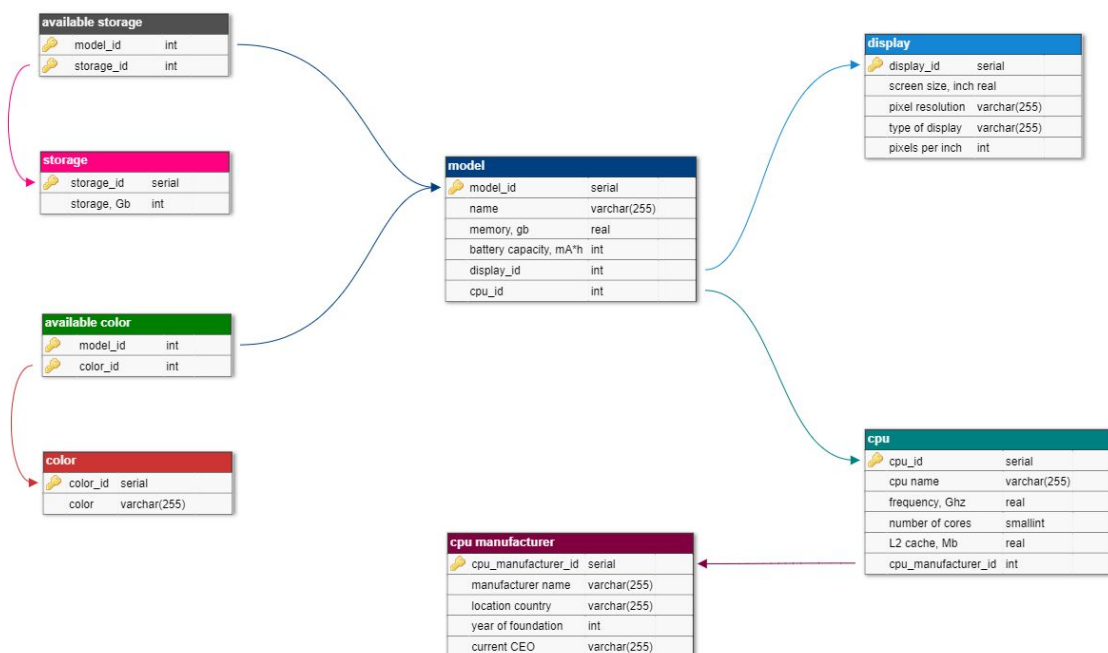 available storage
model_id int
storage_id int
storage
storage_id serial
storage, Gb int
available color
model_id int
color_id int
color
color_id serial
color varchar(255)
model
model_id serial
name varchar(255)
memory, gb real
battery capacity, mA*h int
display_id int
cpu_id int
cpu manufacturer
cpu_manufacturer_id serial
manufacturer name varchar(255)
location country varchar(255)
year of foundation int
current CEO varchar(255)
display
display_id serial
screen size, inch real
pixel resolution varchar(255)
type of display varchar(255)
pixels per inch int
cpu
cpu_id serial
cpu name varchar(255)
frequency, Ghz real
number of cores smallint
L2 cache, Mb real
cpu_manufacturer_id int